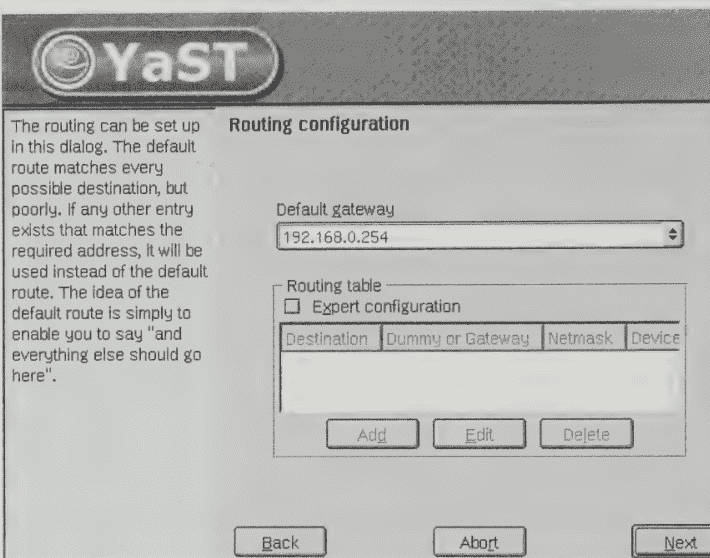 YaST
The routing can be set up
in this dialog. The default
route matches every
possible destination, but
poorly. If any other entry
exists that matches the
required address, it will be
used instead of the default
route. The idea of the
default route is simply to
enable you to say "and
everything else should go
here".
Routing configuration
Default gateway
192.168.0.254
Routing table
Expert configuration
Destination Dummy or Gateway Netmask Device
Add Edit Delete
Back Abort Next